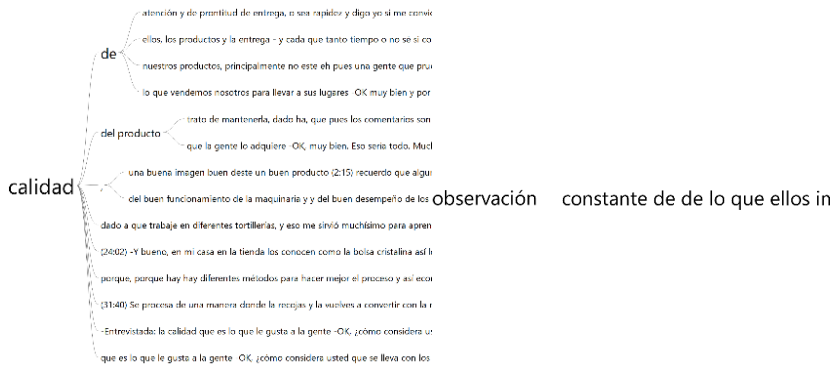 atención y de prontitud de entrega, o sea rapidez y digo yo si me convie
ellos, los productos y la entrega - y cada que tanto tiempo o no se si co
de
nuestros productos, principalmente no este eh pues una gente que pru
lo que vendemos nosotros para llevar a sus lugares -OK muy bien y por
trato de mantenerla, dado ha, que pues los comentarios son
del producto
que la gente lo adquiere -OK, muy bien. Eso seria todo. Much
una buena imagen buen deste un buen producto (2:15) recuerdo que algu
calidad
,
del buen funcionamiento de la maquinaria y y del buen desempeño de los
observación constante de de lo que ellos in
dado a que trabaje en diferentes tortillerías, y eso me sirvió muchísimo para apren
(24:02) -Y bueno, en mi casa en la tienda los conocen como la bolsa cristalina así l
porque, porque hay hay diferentes métodos para hacer mejor el proceso y asi eco
(31:40) Se procesa de una manera donde la recojas y la vuelves a convertir con la
-Entrevistada: la calidad que es lo que le gusta a la gente -OK, ¿cómo considera u
que es lo que le gusta a la gente -OK, ¿cómo considera usted que se lleva con los